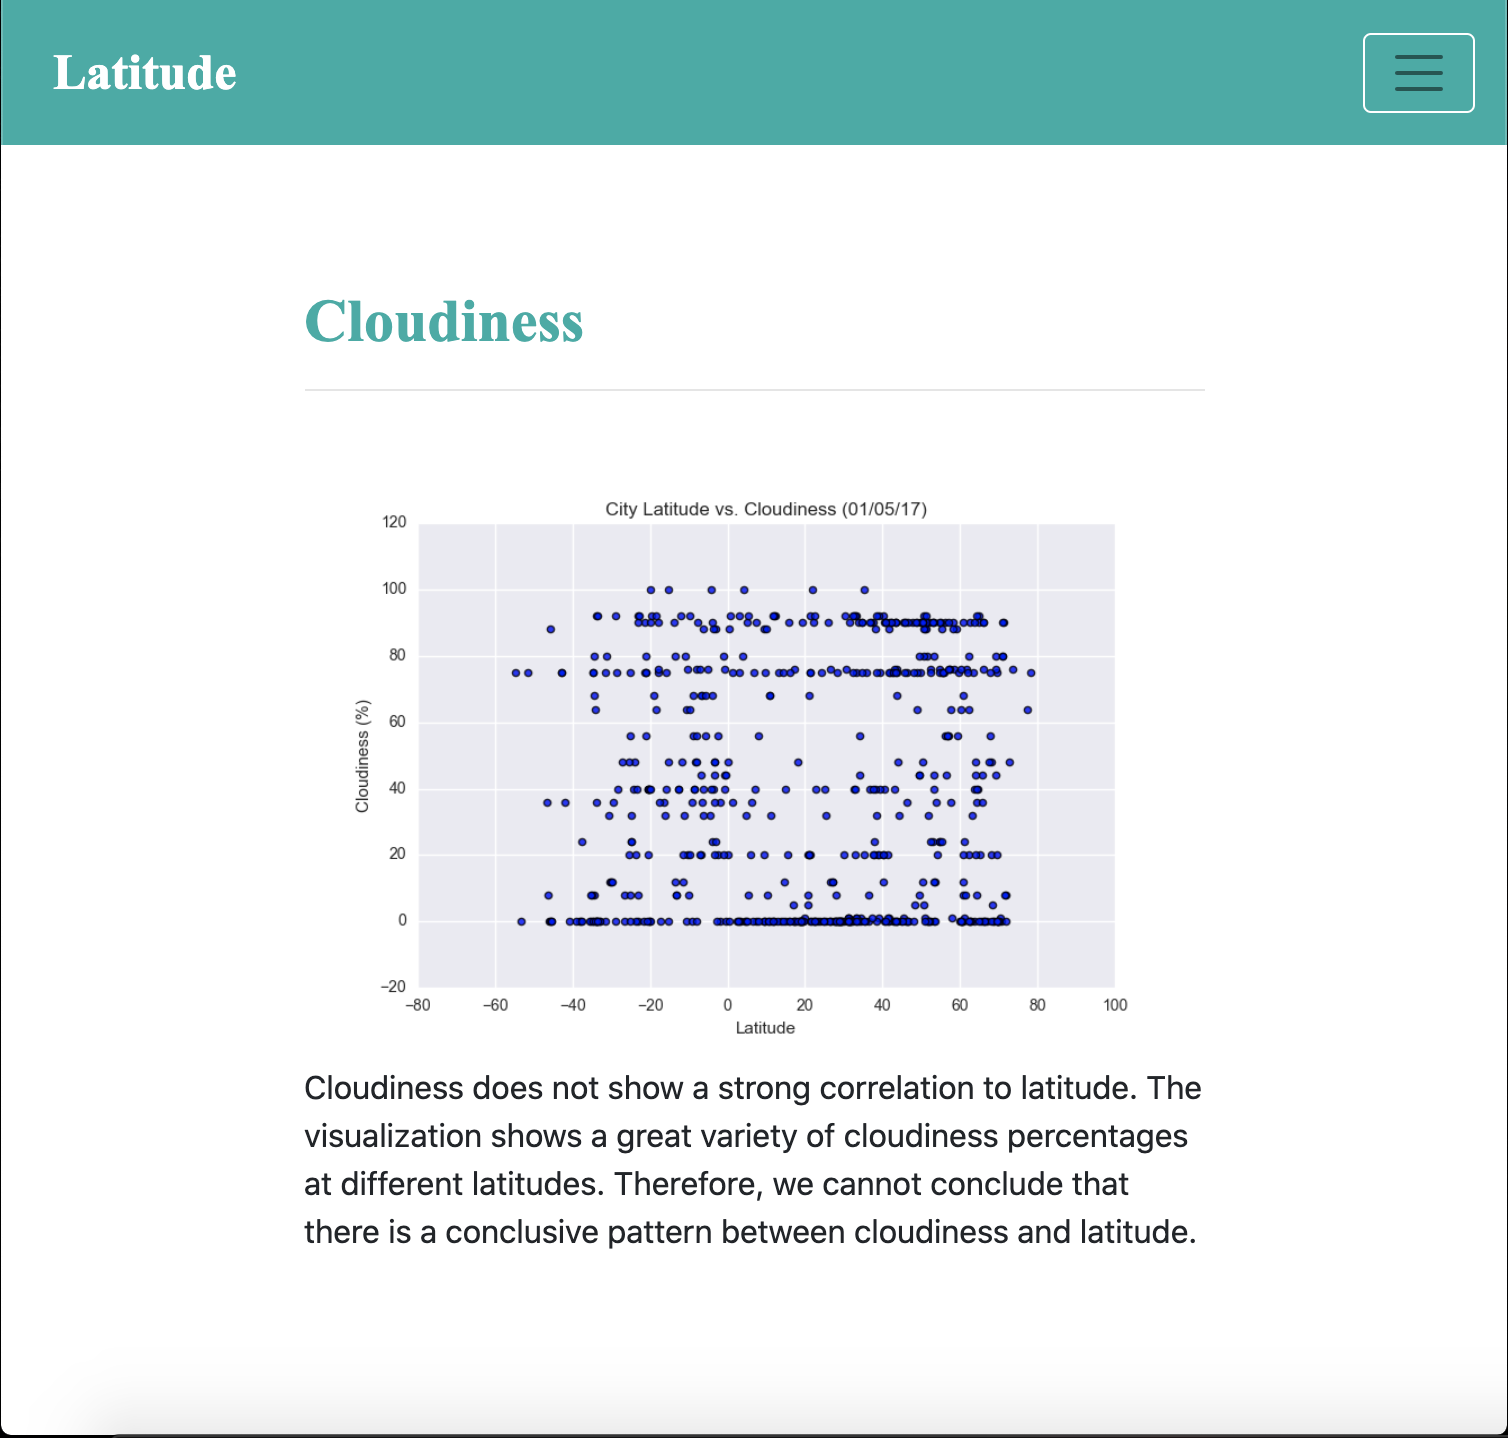 Latitude
Cloudiness
City Latitude vs. Cloudiness (01/05/17)
120
100
80
60
40
20
0
−20
Cloudiness (%)
−80 −60 −40 −20 0 20 40 60 80 100
Latitude
Cloudiness does not show a strong correlation to latitude. The
visualization shows a great variety of cloudiness percentages
at different latitudes. Therefore, we cannot conclude that
there is a conclusive pattern between cloudiness and latitude.